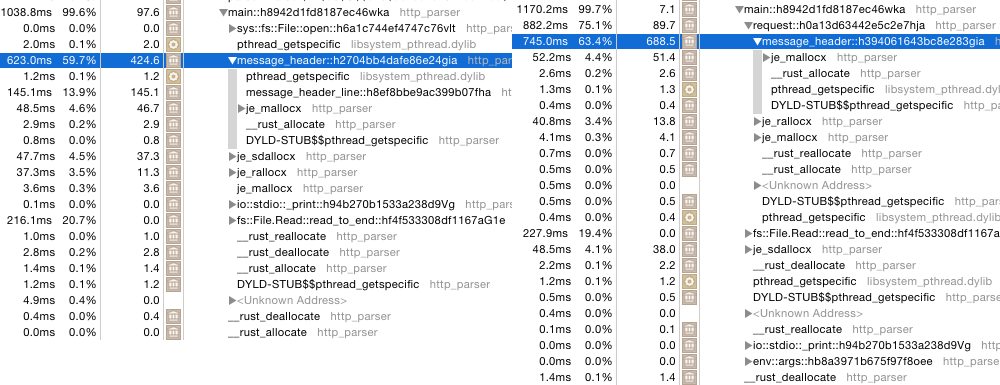 1038.8ms 99.6% 97.6 ▼main::h8942d1fd8187ec46wka http_parser
0.0ms 0.0% 0.0 ▶sys::fs::File::open::h6a1c744ef4747c76vlt http_par
2.0ms 0.1% 2.0 pthread_getspecific libsystem_pthread.dylib
623.0ms 59.7% 424.6 ▼message_header::h2704bb4dafe86e24gia http_par
1.2ms 0.1% 1.2 pthread_getspecific libsystem_pthread.dylib
145.1ms 13.9% 145.1 message_header_line::h8ef8bbe9ac399b07fha ht
48.5ms 4.6% 46.7 ▶je_mallocx http_parser
2.9ms 0.2% 2.9 __rust_allocate http_parser
0.8ms 0.0% 0.8 DYLD-STUB$$pthread_getspecific http_parser
47.7ms 4.5% 37.3 ▶je_sdallocx http_parser
37.3ms 3.5% 11.3 ▶je_rallocx http_parser
3.6ms 0.3% 3.6 je_mallocx http_parser
0.1ms 0.0% 0.0 ▶io::stdio::_print::h94b270b1533a238d9Vg http_pars
216.1ms 20.7% 0.0 ▶fs::File.Read::read_to_end::hf4f533308df1167aG1e
1.0ms 0.0% 1.0 __rust_reallocate http_parser
2.8ms 0.2% 2.8 __rust_deallocate http_parser
1.4ms 0.1% 1.4 __rust_allocate http_parser
1.2ms 0.1% 1.2 DYLD-STUB$$pthread_getspecific http_parser
4.9ms 0.4% 0.0 ▶<Unknown Address>
0.4ms 0.0% 0.4 __rust_deallocate http_parser
0.0ms 0.0% 0.0 __rust_allocate http_parser
1170.2ms 99.7% 7.1 ▼main::h8942d1fd8187ec46wka http_parser
882.2ms 75.1% 89.7 ▼request::h0a13d63442e5c2e7hja http_parser
745.0ms 63.4% 688.5 ▼message_header::h394061643bc8e283gia http
52.2ms 4.4% 51.4 ▶je_mallocx http_parser
2.6ms 0.2% 2.6 __rust_allocate http_parser
1.3ms 0.1% 1.3 pthread_getspecific libsystem_pthread.dyl
0.4ms 0.0% 0.4 DYLD-STUB$$pthread_getspecific http_p
40.8ms 3.4% 13.8 ▶je_rallocx http_parser
4.1ms 0.3% 4.1 ▶je_mallocx http_parser
0.7ms 0.0% 0.7 __rust_reallocate http_parser
0.5ms 0.0% 0.5 __rust_allocate http_parser
0.5ms 0.0% 0.0 ▶<Unknown Address>
0.5ms 0.0% 0.5 DYLD-STUB$$pthread_getspecific http_pars
0.4ms 0.0% 0.4 pthread_getspecific libsystem_pthread.dylib
227.9ms 19.4% 0.0 ▶fs::File.Read::read_to_end::hf4f533308df1167a
48.5ms 4.1% 38.0 ▶je_sdallocx http_parser
2.2ms 0.1% 2.2 __rust_deallocate http_parser
1.2ms 0.1% 1.2 pthread_getspecific libsystem_pthread.dylib
0.5ms 0.0% 0.5 DYLD-STUB$$pthread_getspecific http_parser
0.4ms 0.0% 0.0 ▶<Unknown Address>
0.1ms 0.0% 0.1 __rust_reallocate http_parser
0.0ms 0.0% 0.0 ▶io::stdio::_print::h94b270b1533a238d9Vg http
0.0ms 0.0% 0.0 ▶env::args::hb8a3971b675f97f8oee http_parser
1.4ms 0.1% 1.4 __rust_deallocate http_parser